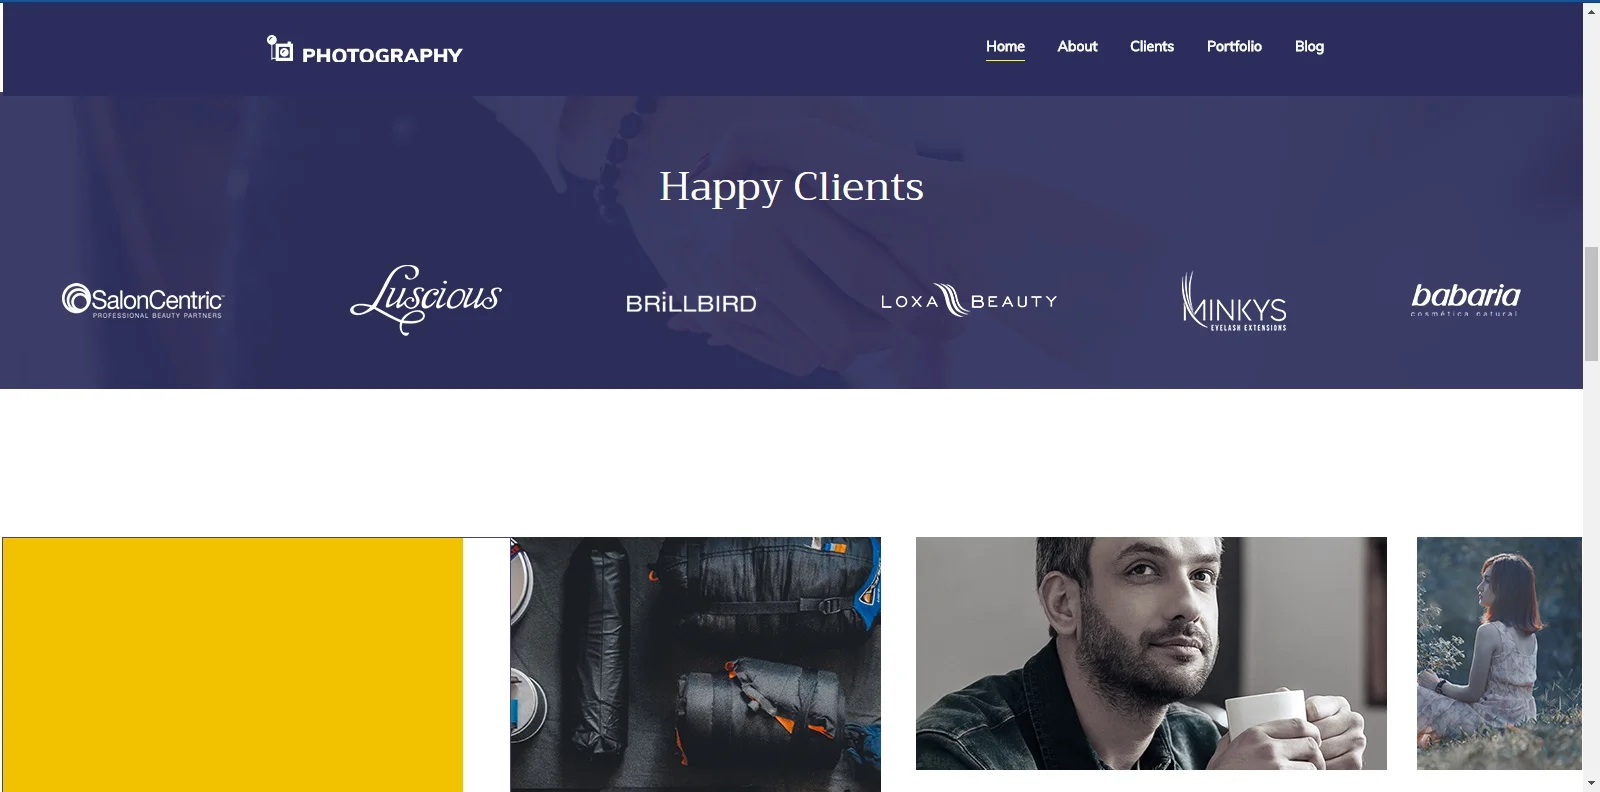 PHOTOGRAPHY
Home About Clients Portfolio Blog
Happy Clients
SalonCentric
PROFESSIONAL BEAUTY PARTNERS
Luscious
BRiLLBIRD
LOXA BEAUTY
MINKYS
EYELASH EXTENSIONS
babaria
cosmética natural